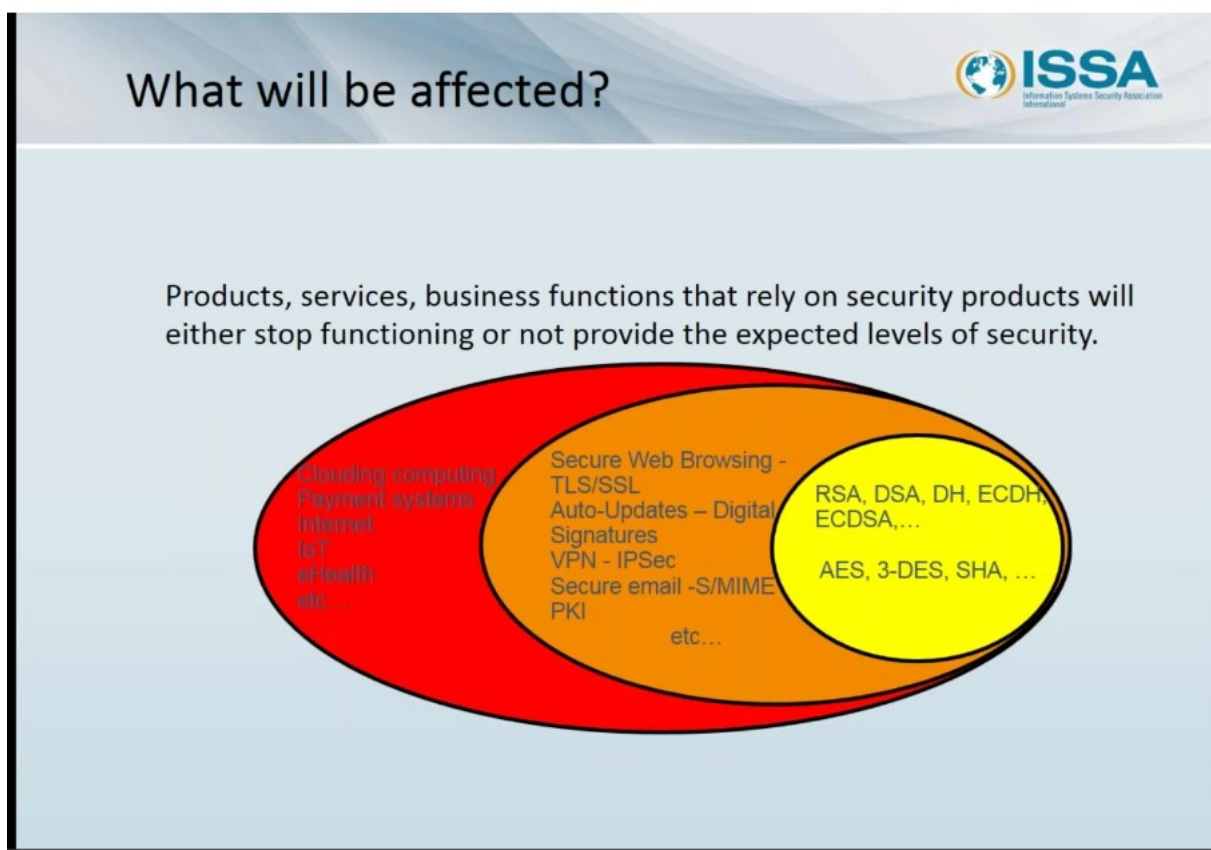 What will be affected?
ISSA
Information Systems Security Association
International
Products, services, business functions that rely on security products will
either stop functioning or not provide the expected levels of security.
Clouding computing
Payment systems
Internet
IoT
eHealth
etc....
Secure Web Browsing -
TLS/SSL
Auto-Updates – Digital
Signatures
VPN - IPSec
Secure email -S/MIME
PKI
etc...
RSA, DSA, DH, ECDH,
ECDSA,...
AES, 3-DES, SHA, ...